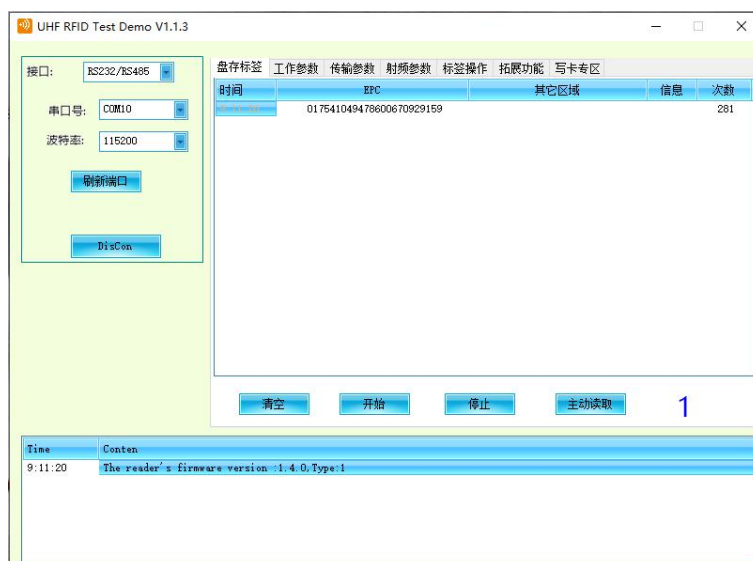 UHF RFID Test Demo V1.1.3
接口: RS232/RS485
串口号: COM10
波特率: 115200
刷新端口
DisCon
盘存标签 工作参数 传输参数 射频参数 标签操作 拓展功能 写卡专区
时间 EPC 其它区域 信息 次数
017541049478600670929159 281
清空 开始 停止 主动读取 1
Time Conten
9:11:20 The reader's firmware version :1.4.0,Type:1